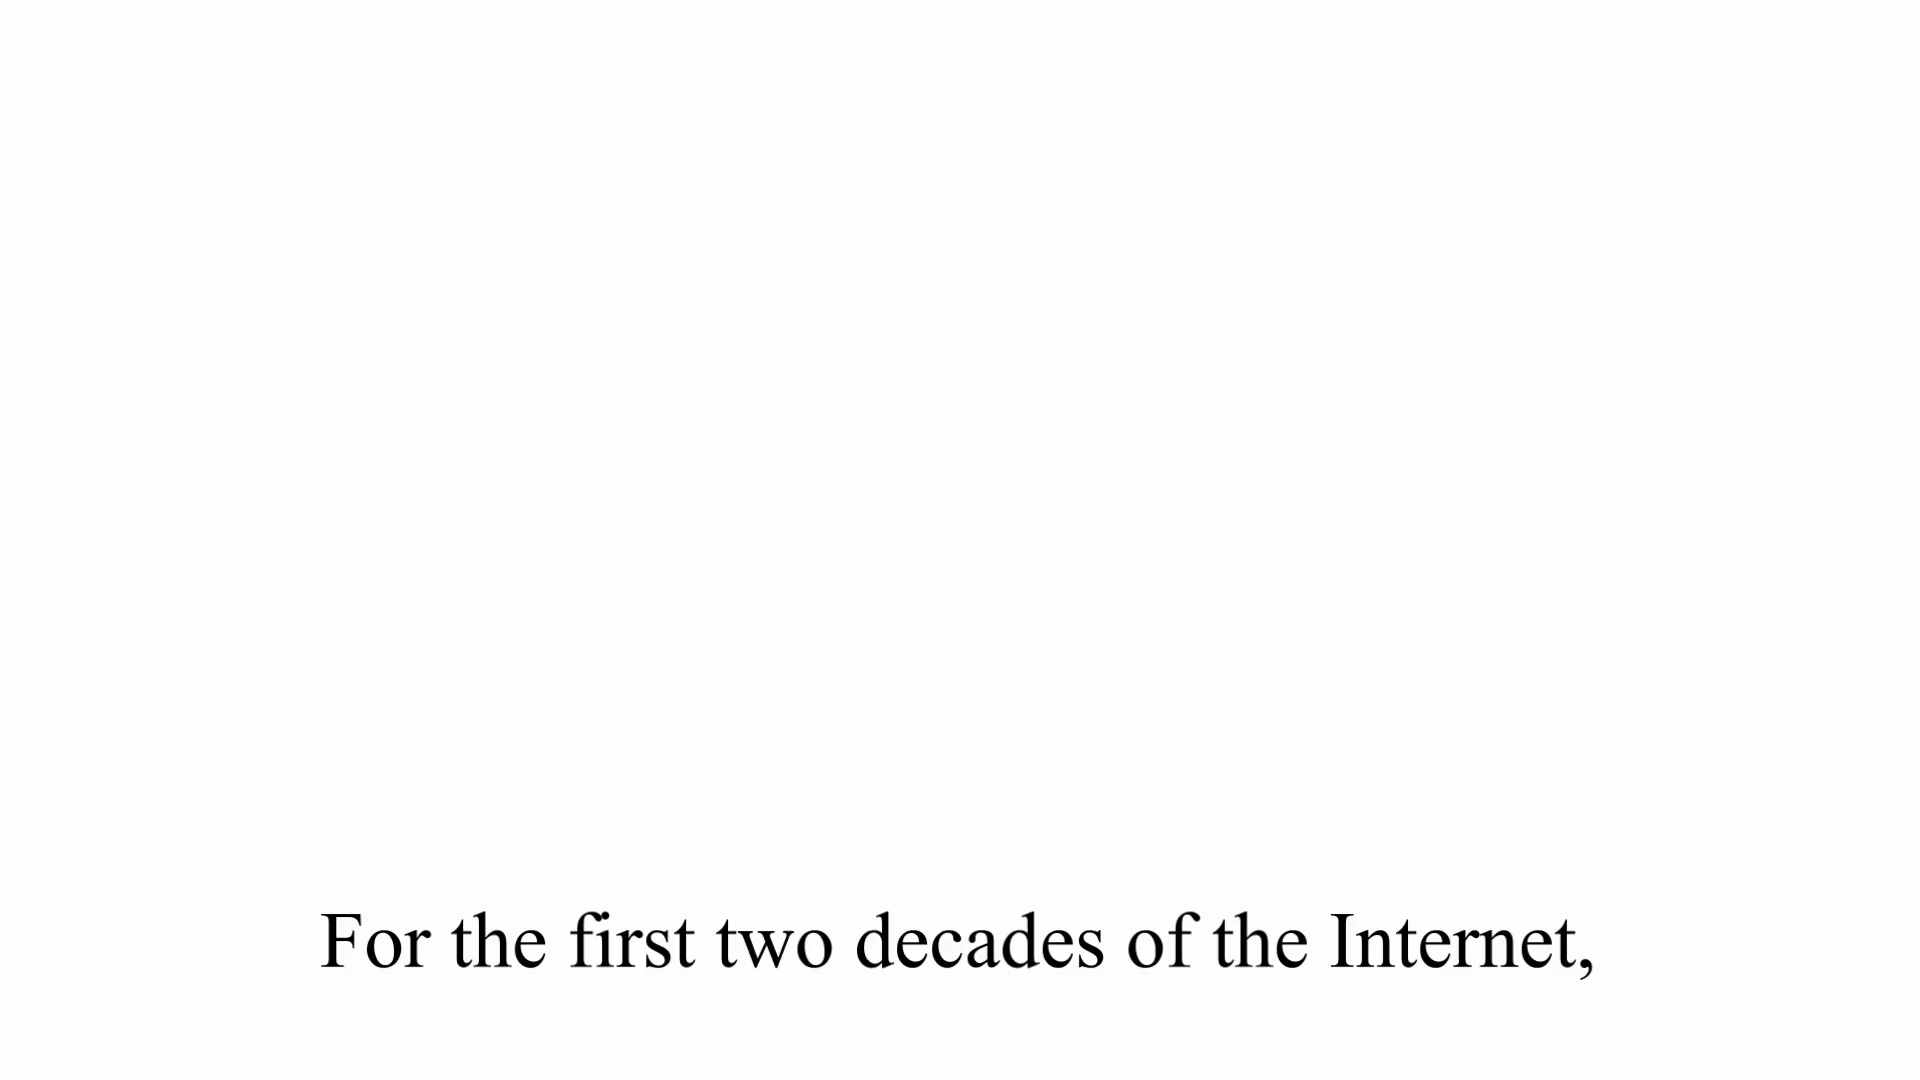 For the first two decades of the Internet,